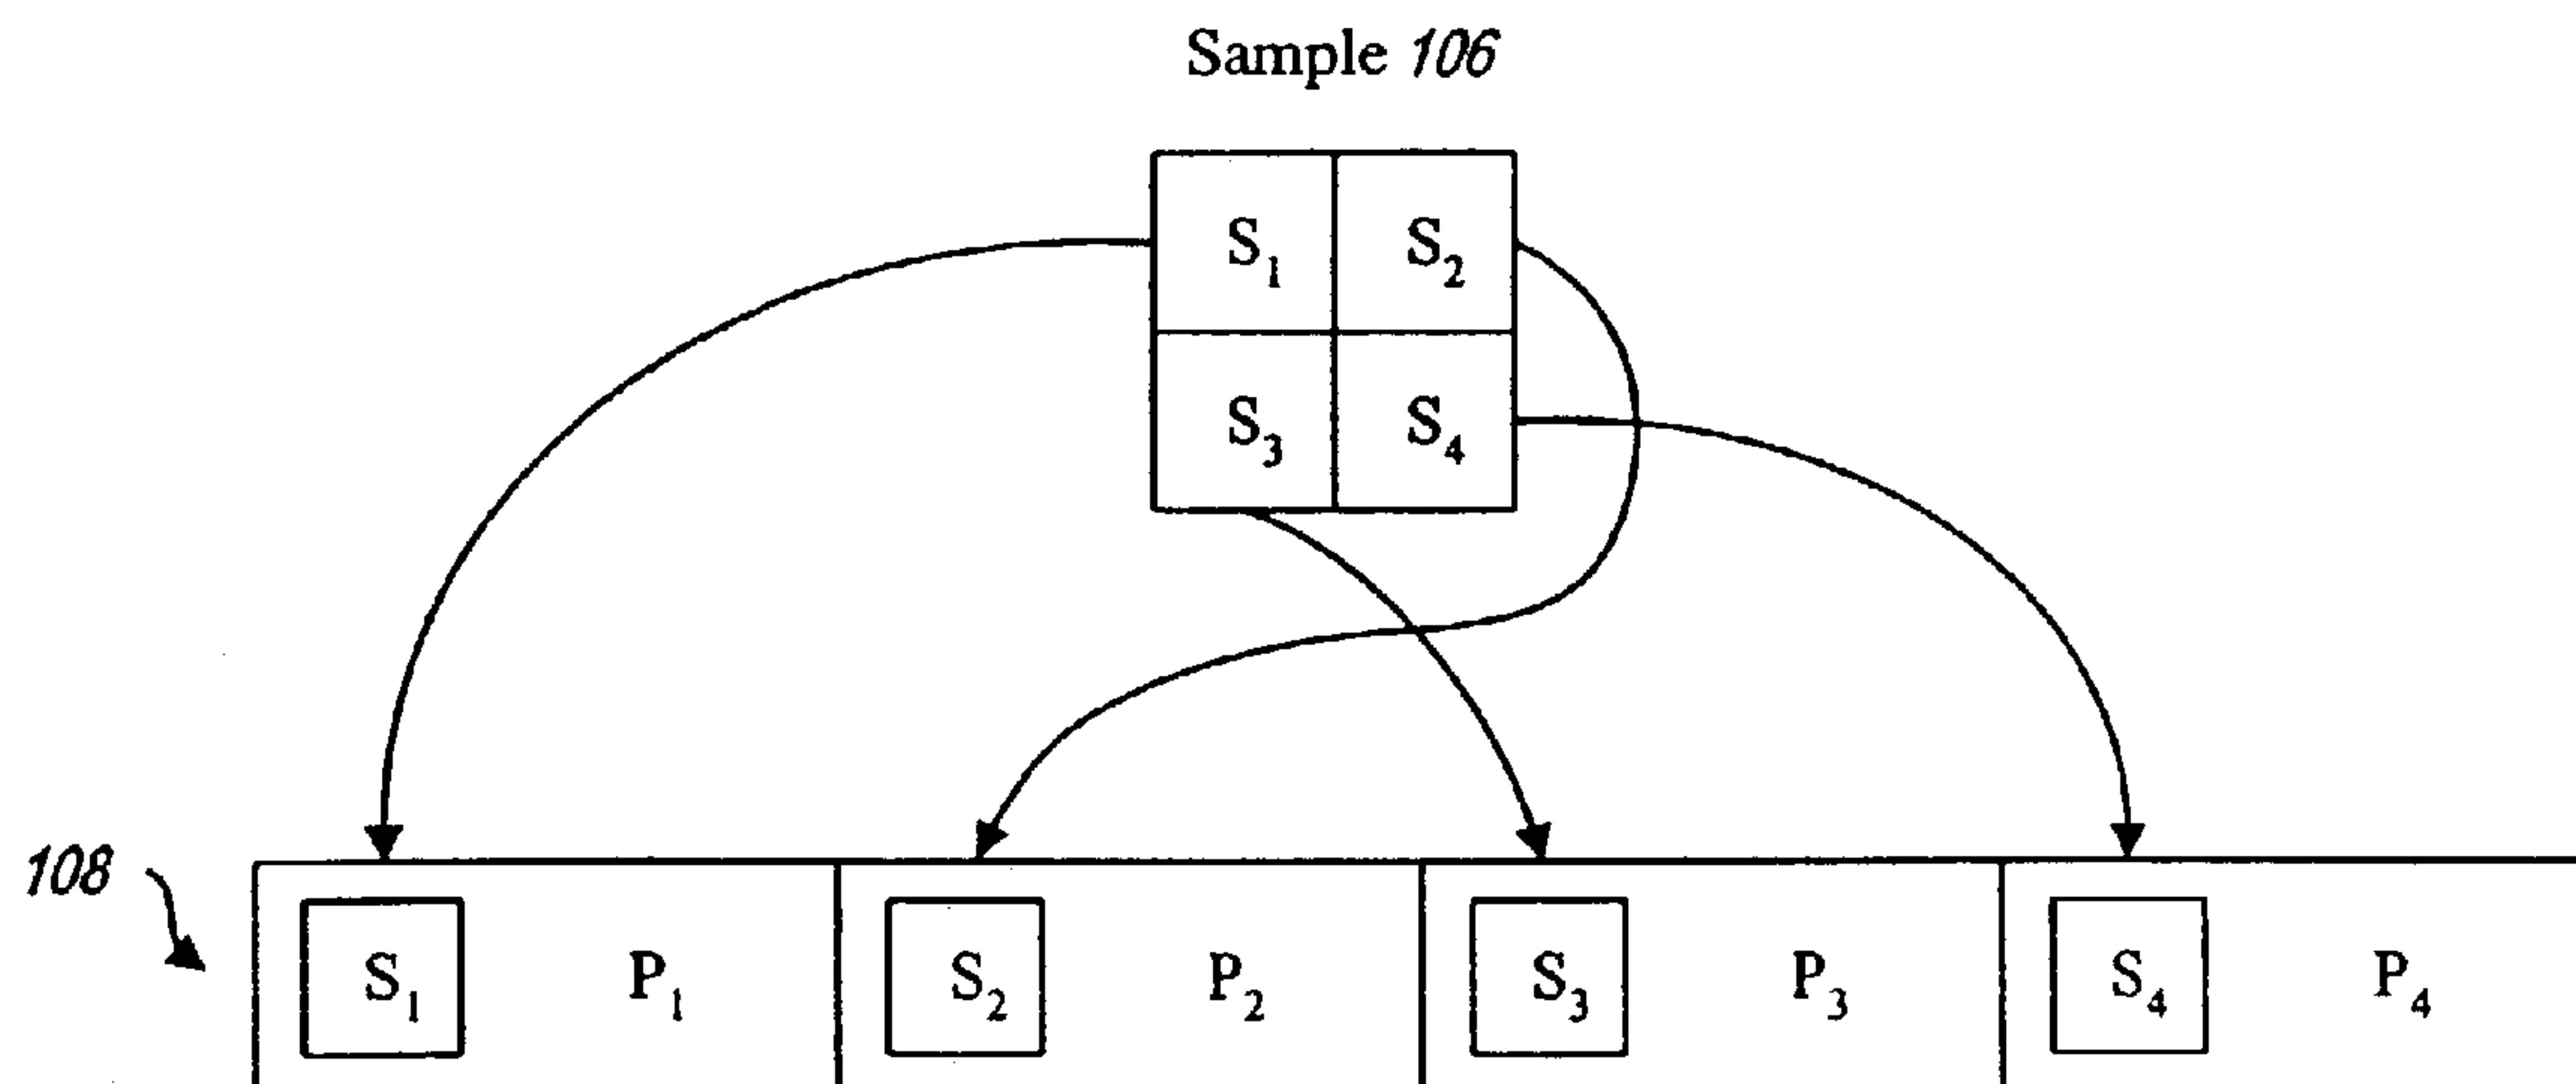 Sample 106
S₁ S₂
S₃ S₄
108
S₁ P₁ S₂ P₂ S₃ P₃ S₄ P₄